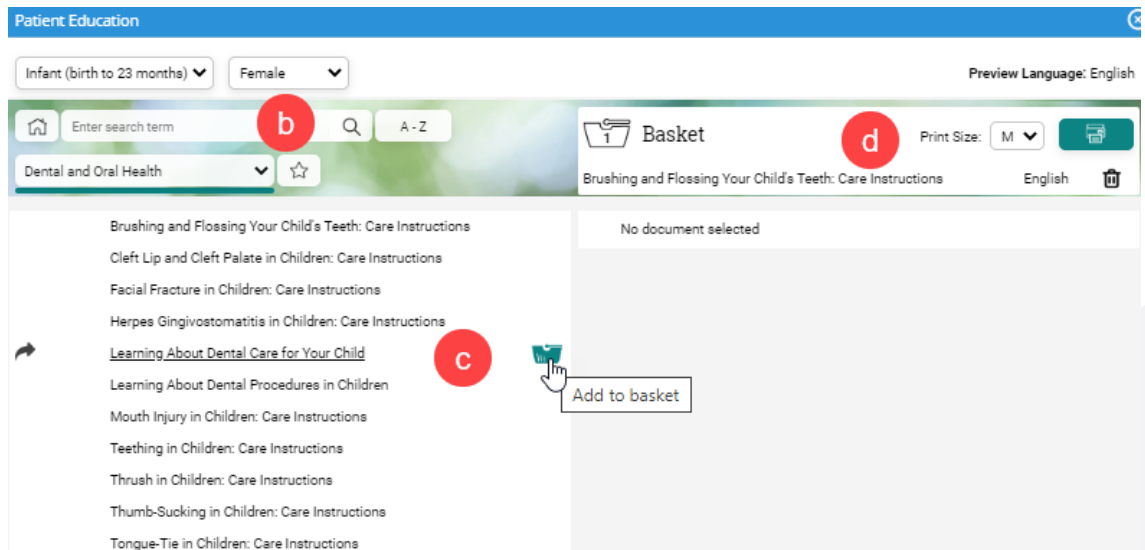 Patient Education
Infant (birth to 23 months)
Female
Preview Language: English
Enter search term
b
A - Z
1
Basket
d
Print Size:
M
Dental and Oral Health
Brushing and Flossing Your Child's Teeth: Care Instructions
English
Brushing and Flossing Your Child's Teeth: Care Instructions
No document selected
Cleft Lip and Cleft Palate in Children: Care Instructions
Facial Fracture in Children: Care Instructions
Herpes Gingivostomatitis in Children: Care Instructions
Learning About Dental Care for Your Child
c
Add to basket
Learning About Dental Procedures in Children
Mouth Injury in Children: Care Instructions
Teething in Children: Care Instructions
Thrush in Children: Care Instructions
Thumb-Sucking in Children: Care Instructions
Tongue-Tie in Children: Care Instructions